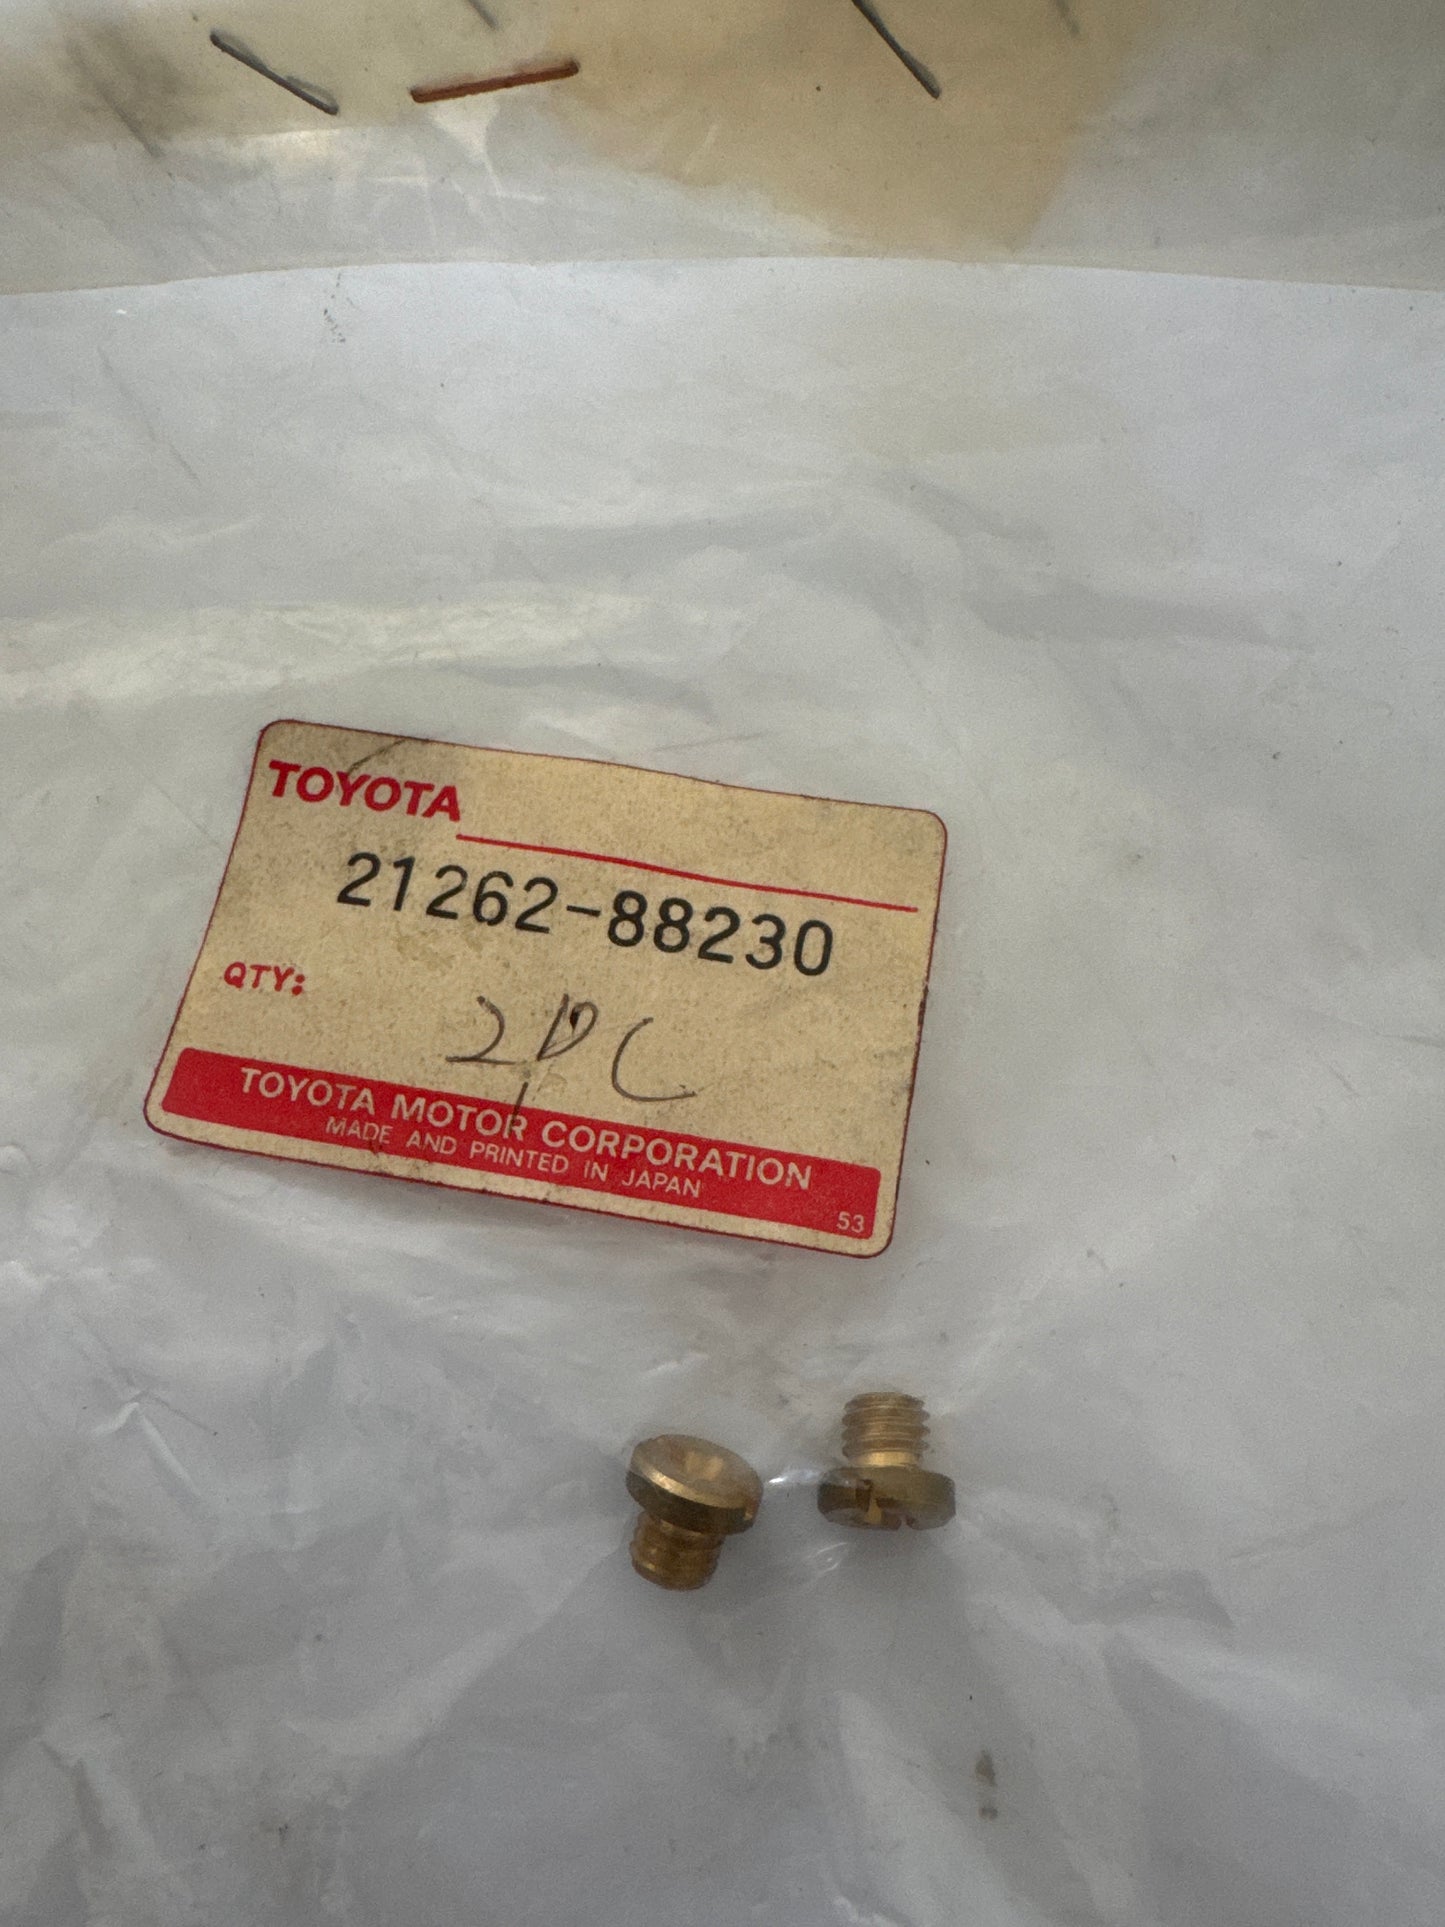 TOYOTA
21262-88230
QTY:
2PC
TOYOTA MOTOR CORPORATION
MADE AND PRINTED IN JAPAN
53